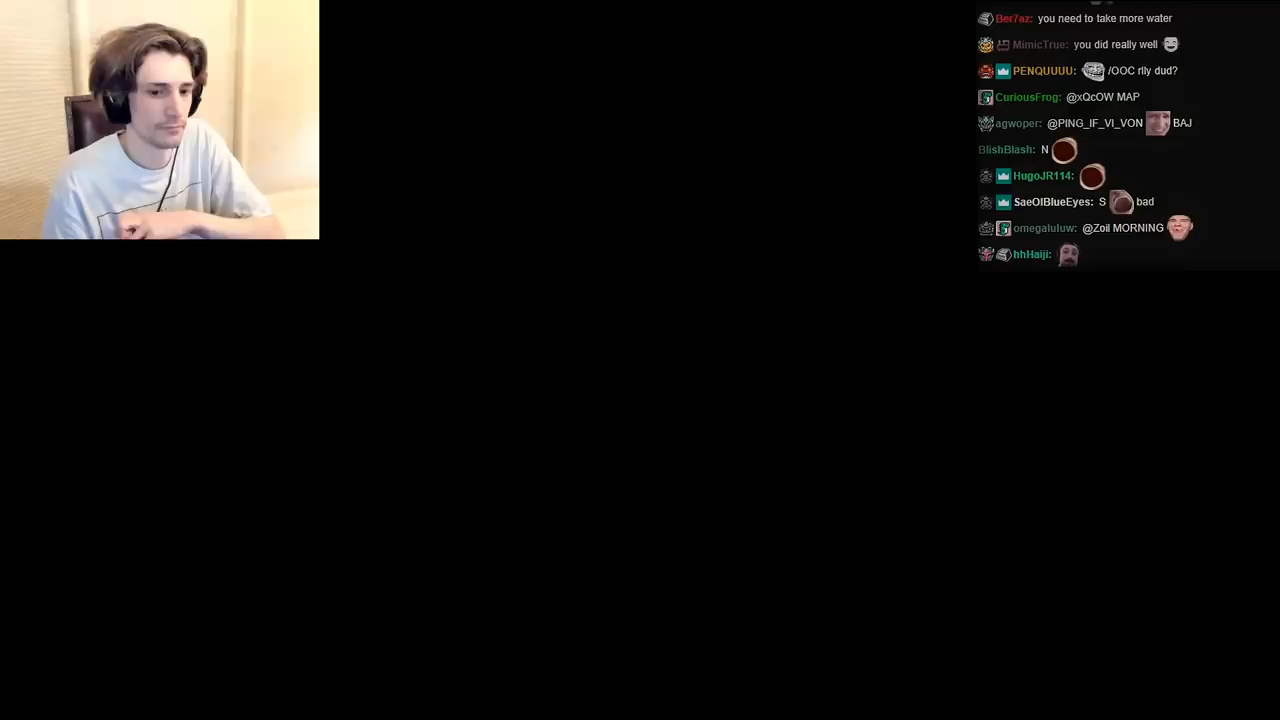 Ber7az: you need to take more water
MimicTrue: you did really well
PENQUUUU: /OOC rlly dud?
CuriousFrog: @xQcOW MAP
agwoper: @PING_IF_VI_VON BAJ
BlishBlash: N
HugoJR114:
SaeOlBlueEyes: S bad
omegaluluw: @Zoil MORNING
hhHaiji: